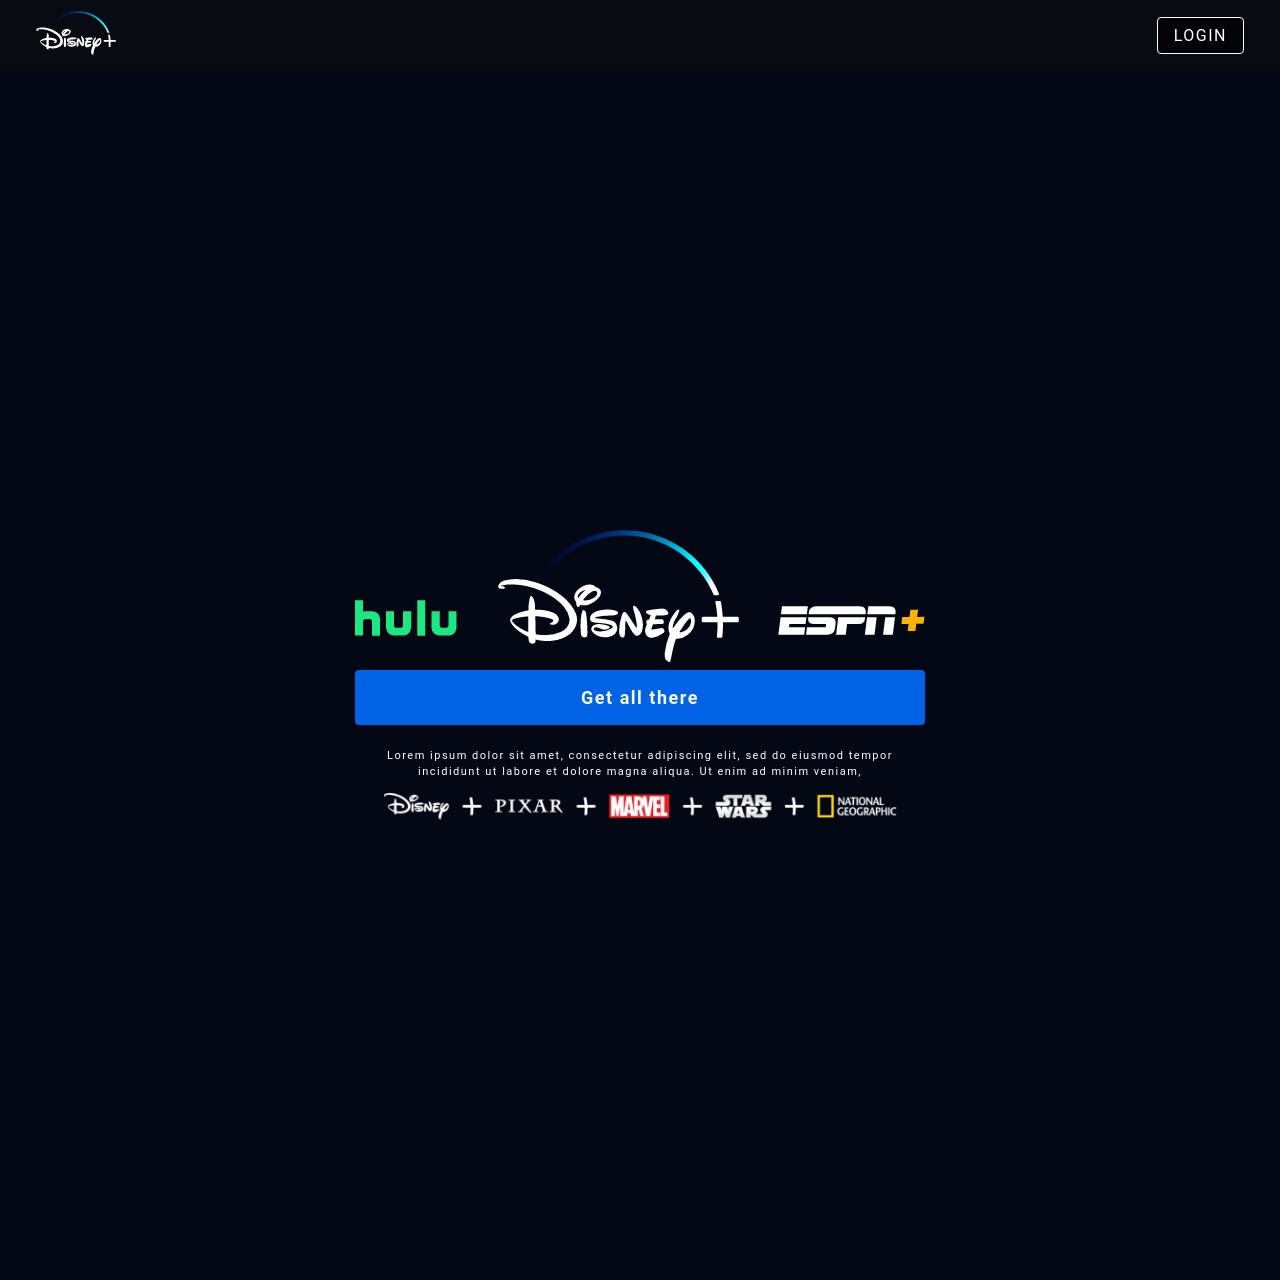 Disney+
LOGIN
hulu Disney+ ESPN+
Get all there
Lorem ipsum dolor sit amet, consectetur adipiscing elit, sed do eiusmod tempor
incididunt ut labore et dolore magna aliqua. Ut enim ad minim veniam,
Disney + PIXAR + MARVEL + STAR WARS + NATIONAL GEOGRAPHIC